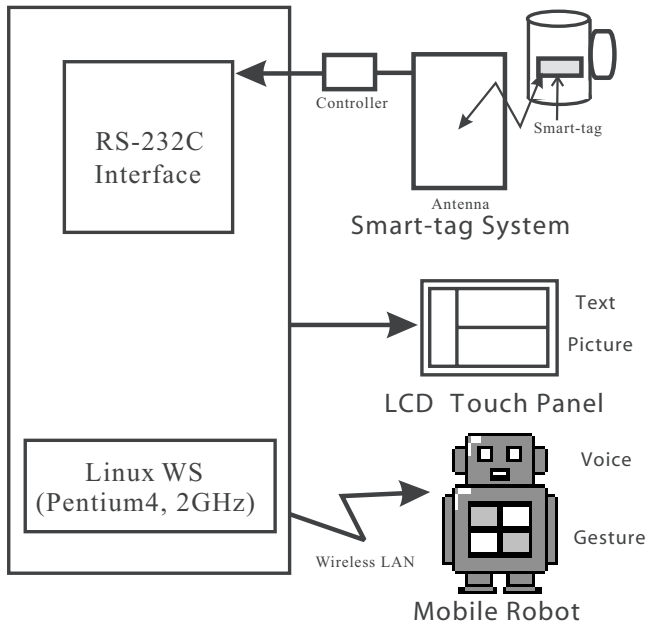 RS-232C
Interface
Controller
Smart-tag
Antenna
Smart-tag System
Text
Picture
LCD Touch Panel
Linux WS
(Pentium4, 2GHz)
Wireless LAN
Voice
Gesture
Mobile Robot